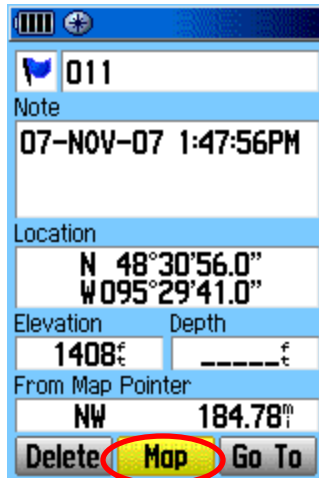 011
Note
07-NOV-07 1:47:56PM
Location
N 48°30'56.0"
W095°29'41.0"
Elevation Depth
1408ft _____ft
From Map Pointer
NW 184.78m
Delete Map Go To